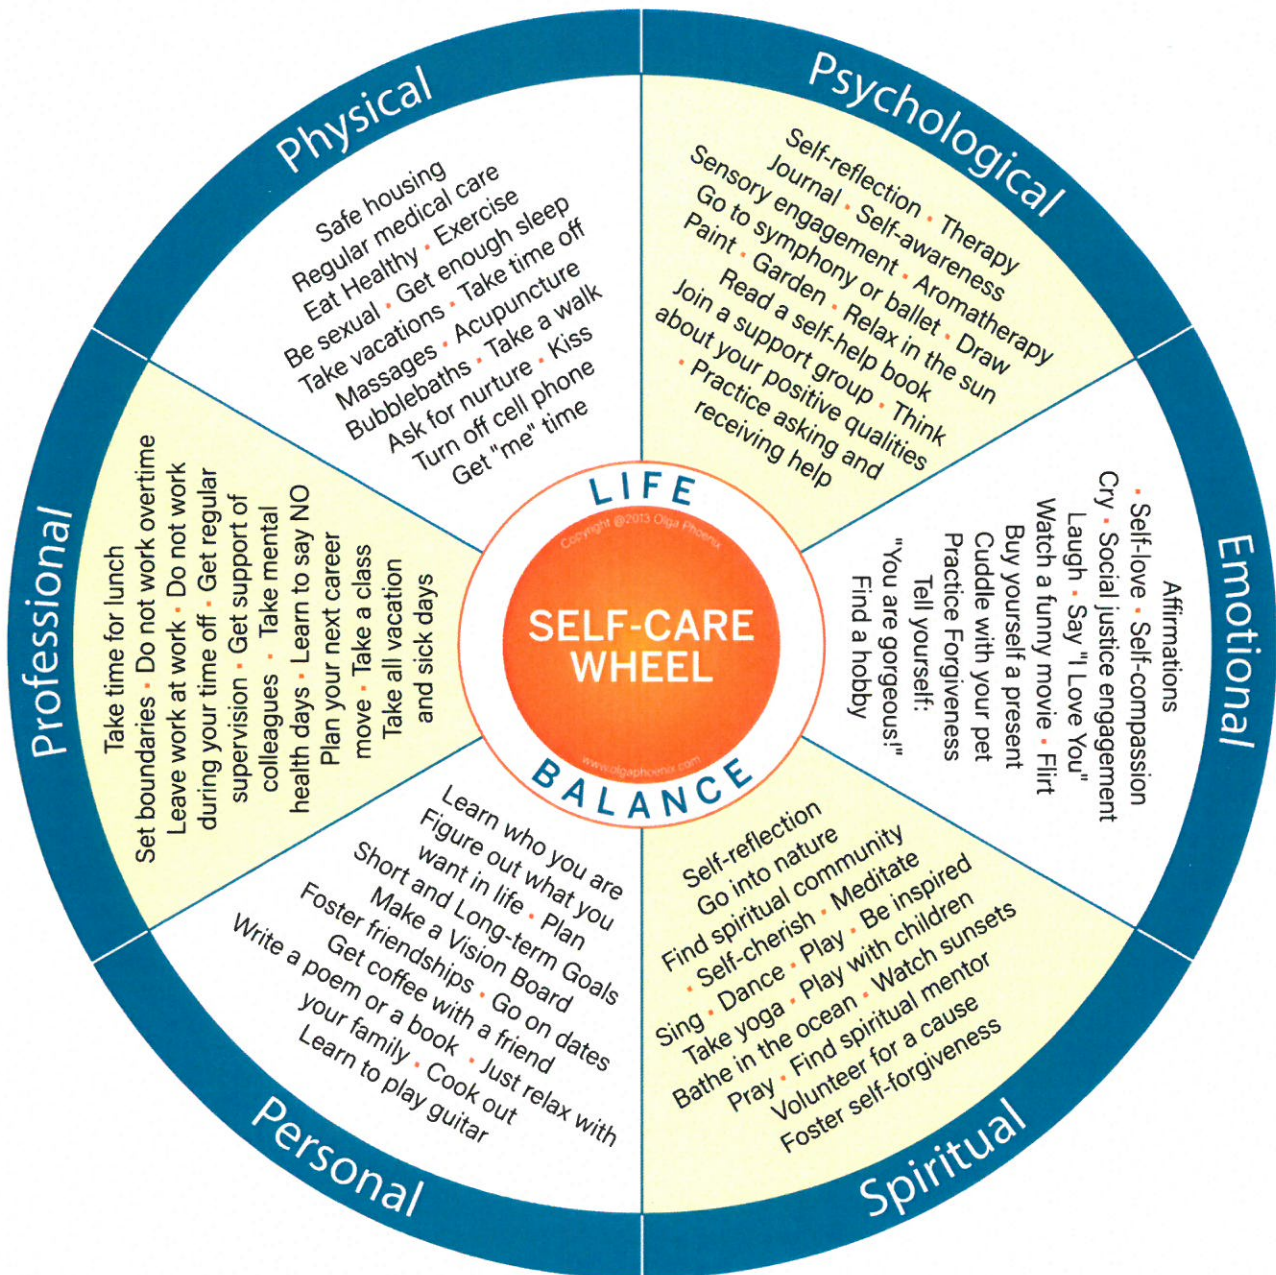 Physical
Safe housing
Regular medical care
Eat Healthy • Exercise
Be sexual • Get enough sleep
Take vacations • Take time off
Massages • Acupuncture
Bubblebaths • Take a walk
Ask for nurture • Kiss
Turn off cell phone
Get "me" time
Psychological
Self-reflection • Therapy
Journal • Self-awareness
Sensory engagement • Aromatherapy
Go to symphony or ballet • Draw
Paint • Garden • Relax in the sun
Read a self-help book
Join a support group • Think
about your positive qualities
• Practice asking and
receiving help
Emotional
Affirmations
• Self-love • Self-compassion
Cry • Social justice engagement
Laugh • Say "I Love You"
Watch a funny movie • Flirt
Buy yourself a present
Cuddle with your pet
Practice Forgiveness
Tell yourself:
"You are gorgeous!"
Find a hobby
Spiritual
Self-reflection
Go into nature
Find spiritual community
• Self-cherish • Meditate
Sing • Dance • Play • Be inspired
Take yoga • Play with children
Bathe in the ocean • Watch sunsets
Pray • Find spiritual mentor
Volunteer for a cause
Foster self-forgiveness
Personal
Learn who you are
Figure out what you
want in life • Plan
Short and Long-term Goals
Make a Vision Board
Foster friendships • Go on dates
Get coffee with a friend
Write a poem or a book • Just relax with
your family • Cook out
Learn to play guitar
Professional
Take time for lunch
Set boundaries • Do not work overtime
Leave work at work • Do not work
during your time off • Get regular
supervision • Get support of
colleagues • Take mental
health days • Learn to say NO
Plan your next career
move • Take a class
Take all vacation
and sick days
LIFE
Copyright @2013 Olga Phoenix
SELF-CARE
WHEEL
www.olgaphoenix.com
BALANCE